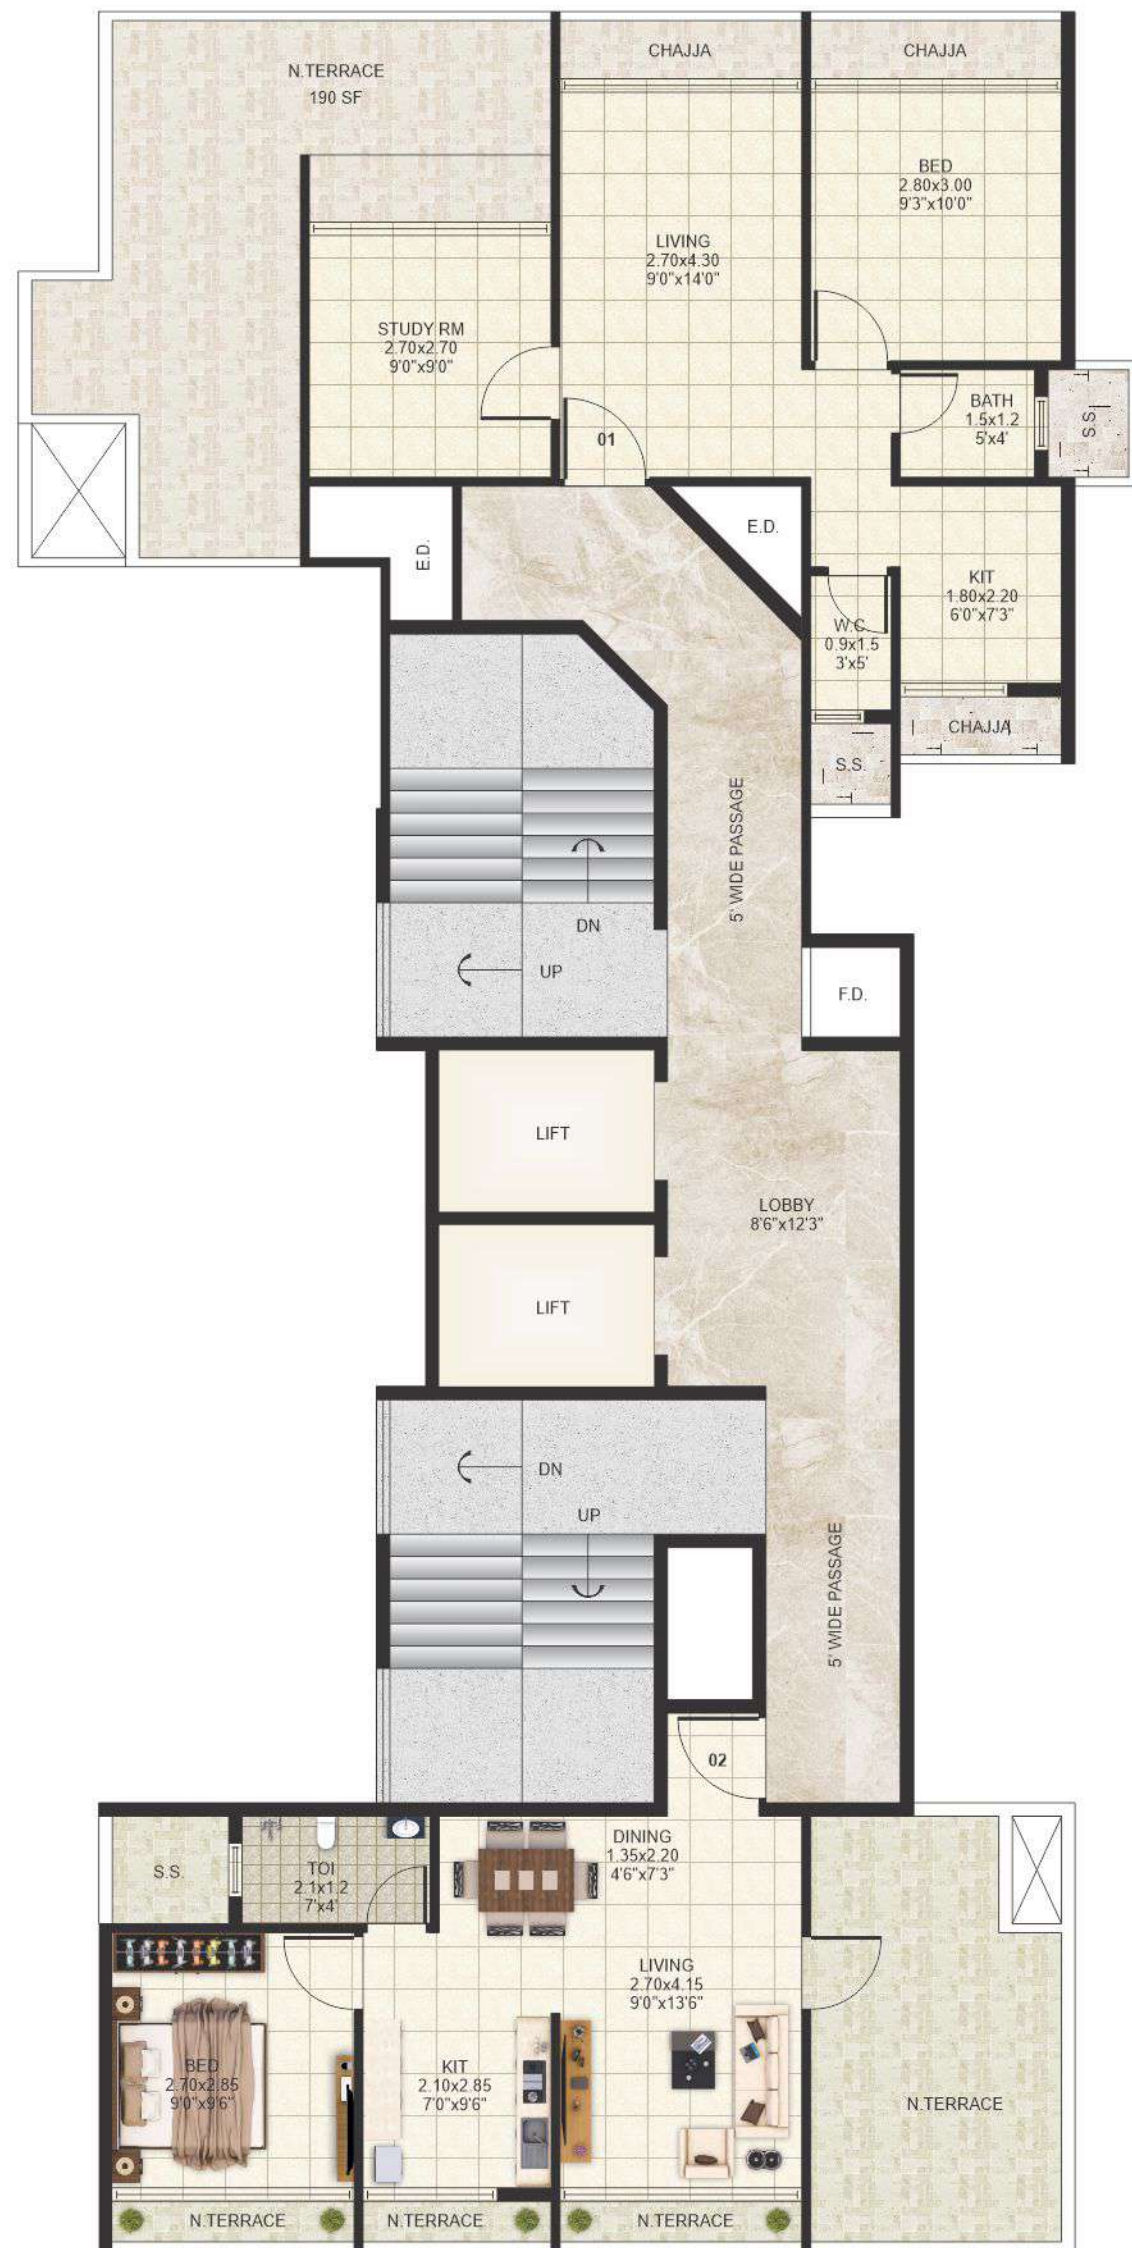 N.TERRACE
190 SF
CHAJJA
CHAJJA
BED
2.80x3.00
9'3"x10'0"
LIVING
2.70x4.30
9'0"x14'0"
STUDY RM
2.70x2.70
9'0"x9'0"
BATH
1.5x1.2
5'x4'
S.S.
01
E.D.
E.D.
KIT
1.80x2.20
6'0"x7'3"
W.C.
0.9x1.5
3'x5'
CHAJJA
S.S.
5' WIDE PASSAGE
DN
UP
F.D.
LIFT
LOBBY
8'6"x12'3"
LIFT
DN
UP
5' WIDE PASSAGE
02
S.S.
TOI
2.1x1.2
7'x4'
DINING
1.35x2.20
4'6"x7'3"
LIVING
2.70x4.15
9'0"x13'6"
BED
2.70x2.85
9'0"x9'6"
KIT
2.10x2.85
7'0"x9'6"
N.TERRACE
N.TERRACE
N.TERRACE
N.TERRACE